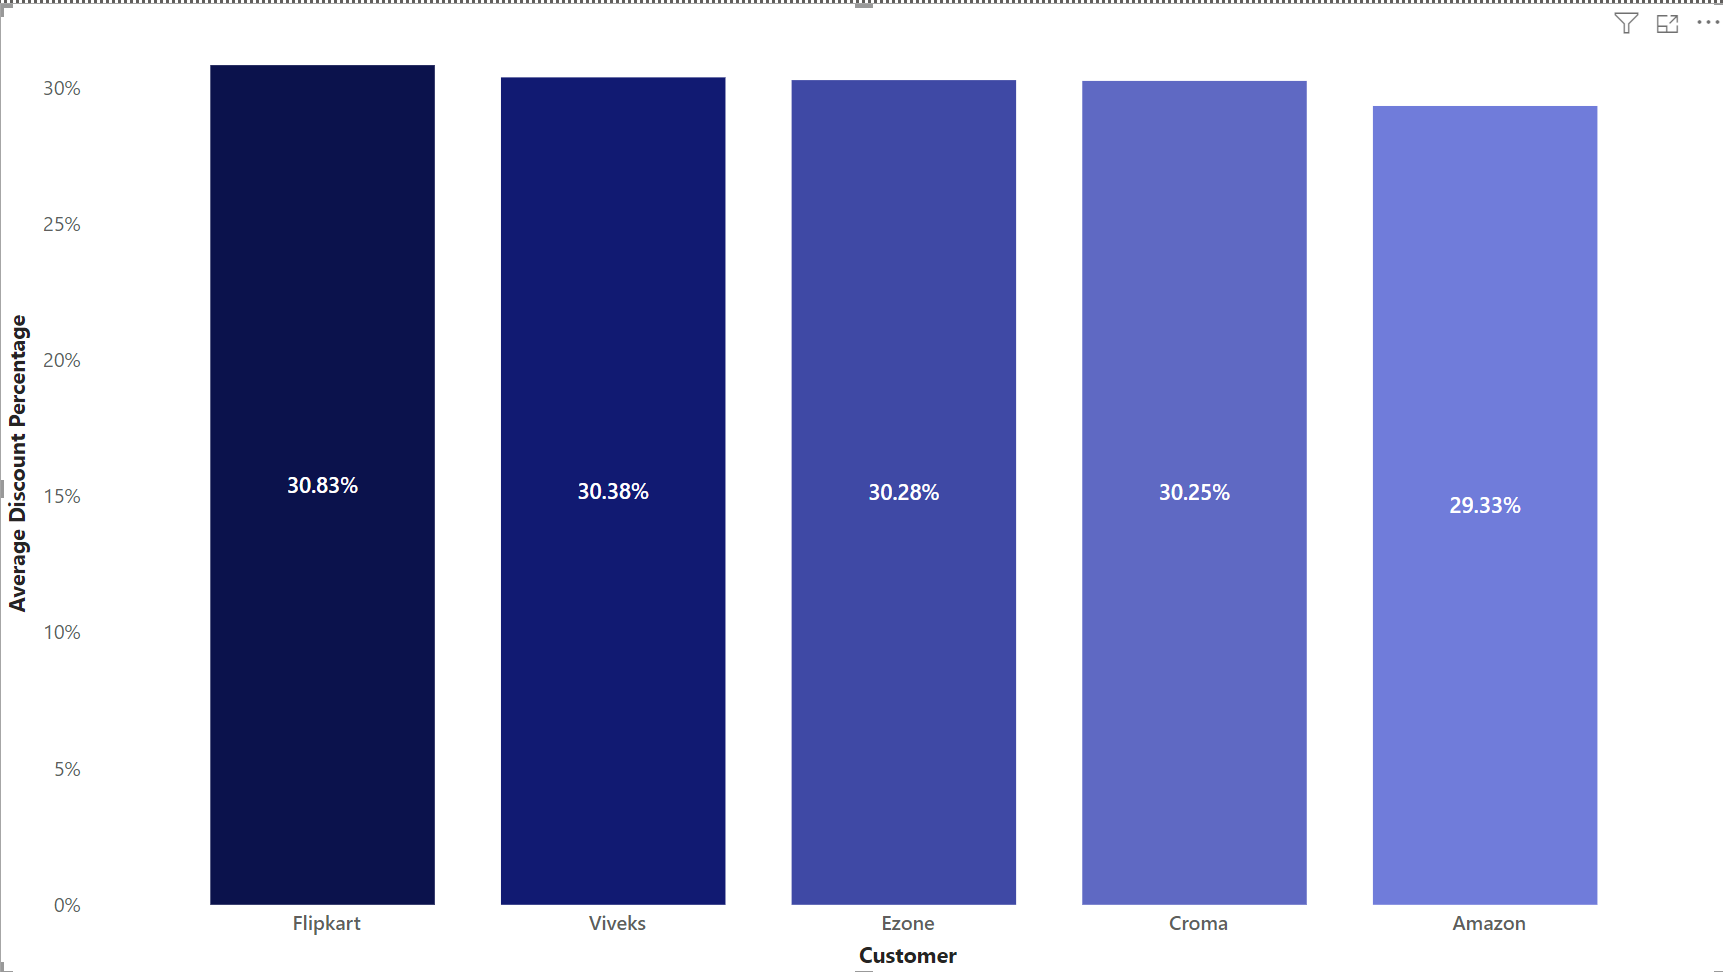 30%
25%
20%
15%
10%
5%
0%
Average Discount Percentage
30.83%
30.38%
30.28%
30.25%
29.33%
Flipkart
Viveks
Ezone
Croma
Amazon
Customer